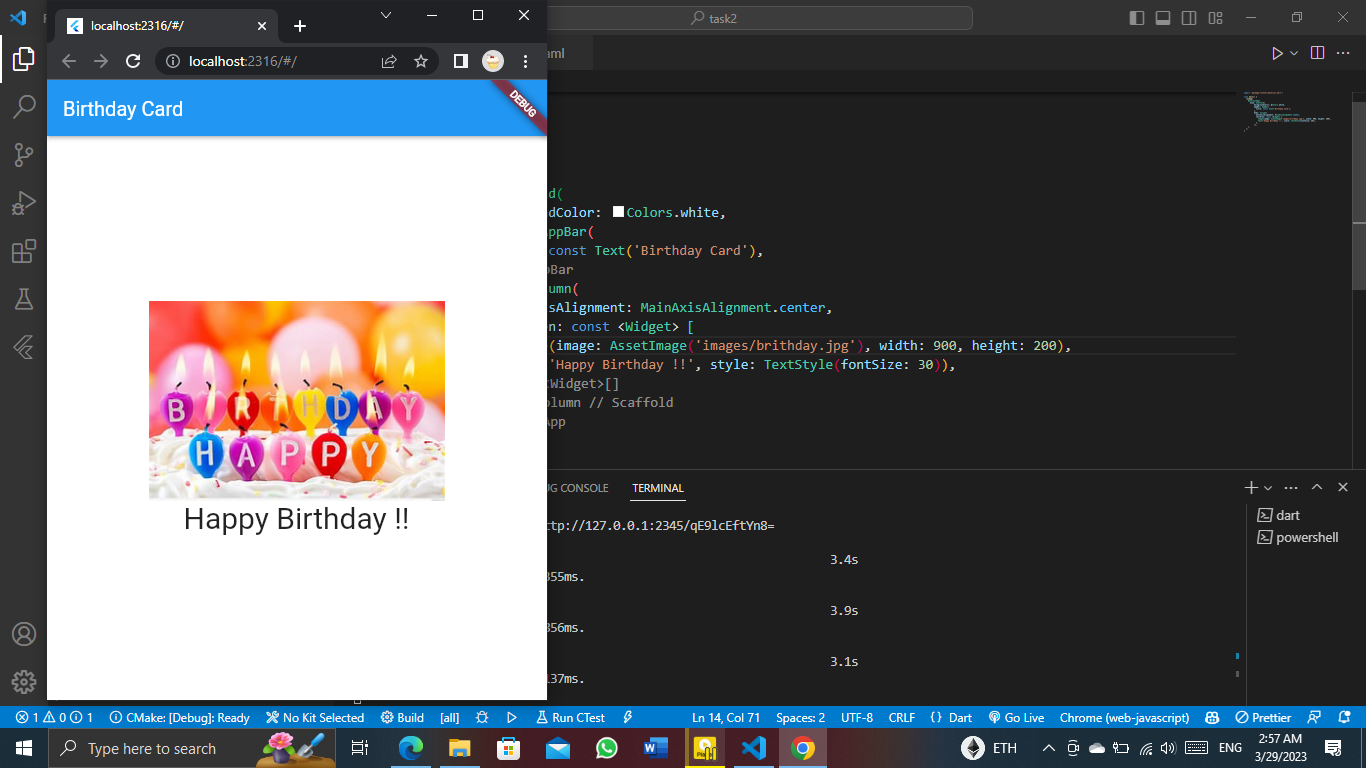 localhost:2316/#/
task2
localhost:2316/#/
aml
Birthday Card
DEBUG
d(
dColor: Colors.white,
ppBar(
const Text('Birthday Card'),
pBar
umn(
sAlignment: MainAxisAlignment.center,
n: const <Widget> [
(image: AssetImage('images/brithday.jpg'), width: 900, height: 200),
'Happy Birthday !!', style: TextStyle(fontSize: 30)),
<Widget>[]
olumn // Scaffold
App
BIRTHDAY
HAPPY
Happy Birthday !!
UG CONSOLE TERMINAL
ttp://127.0.0.1:2345/qE9lcEftYn8=
3.4s
355ms.
3.9s
356ms.
3.1s
137ms.
dart
powershell
1 0 1 CMake: [Debug]: Ready No Kit Selected Build [all] Run CTest Ln 14, Col 71 Spaces: 2 UTF-8 CRLF {} Dart Go Live Chrome (web-javascript) Prettier
Type here to search
ETH
ENG
2:57 AM
3/29/2023